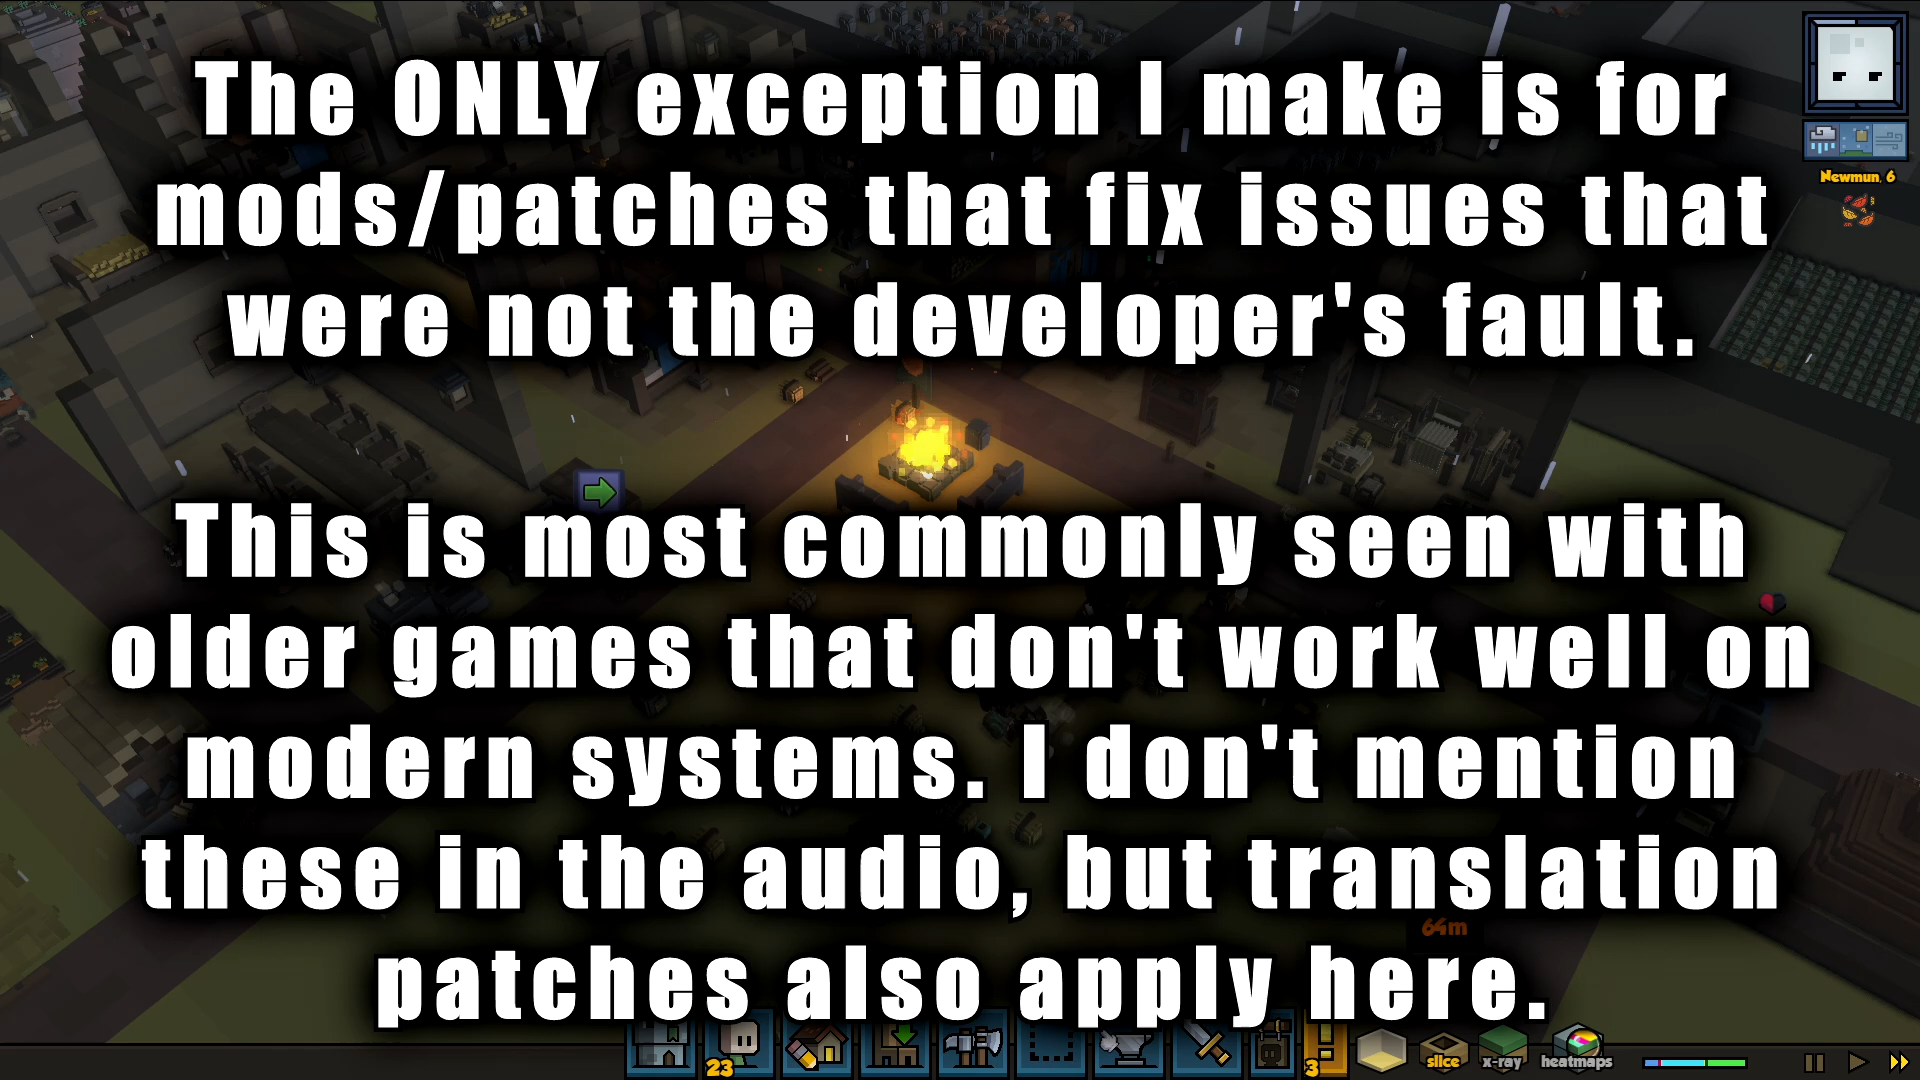 The ONLY exception I make is for
mods/patches that fix issues that
were not the developer's fault.
This is most commonly seen with
older games that don't work well on
modern systems. I don't mention
these in the audio, but translation
patches also apply here.
Newmun, 6
64m
23
3
slice
x-ray
heatmaps